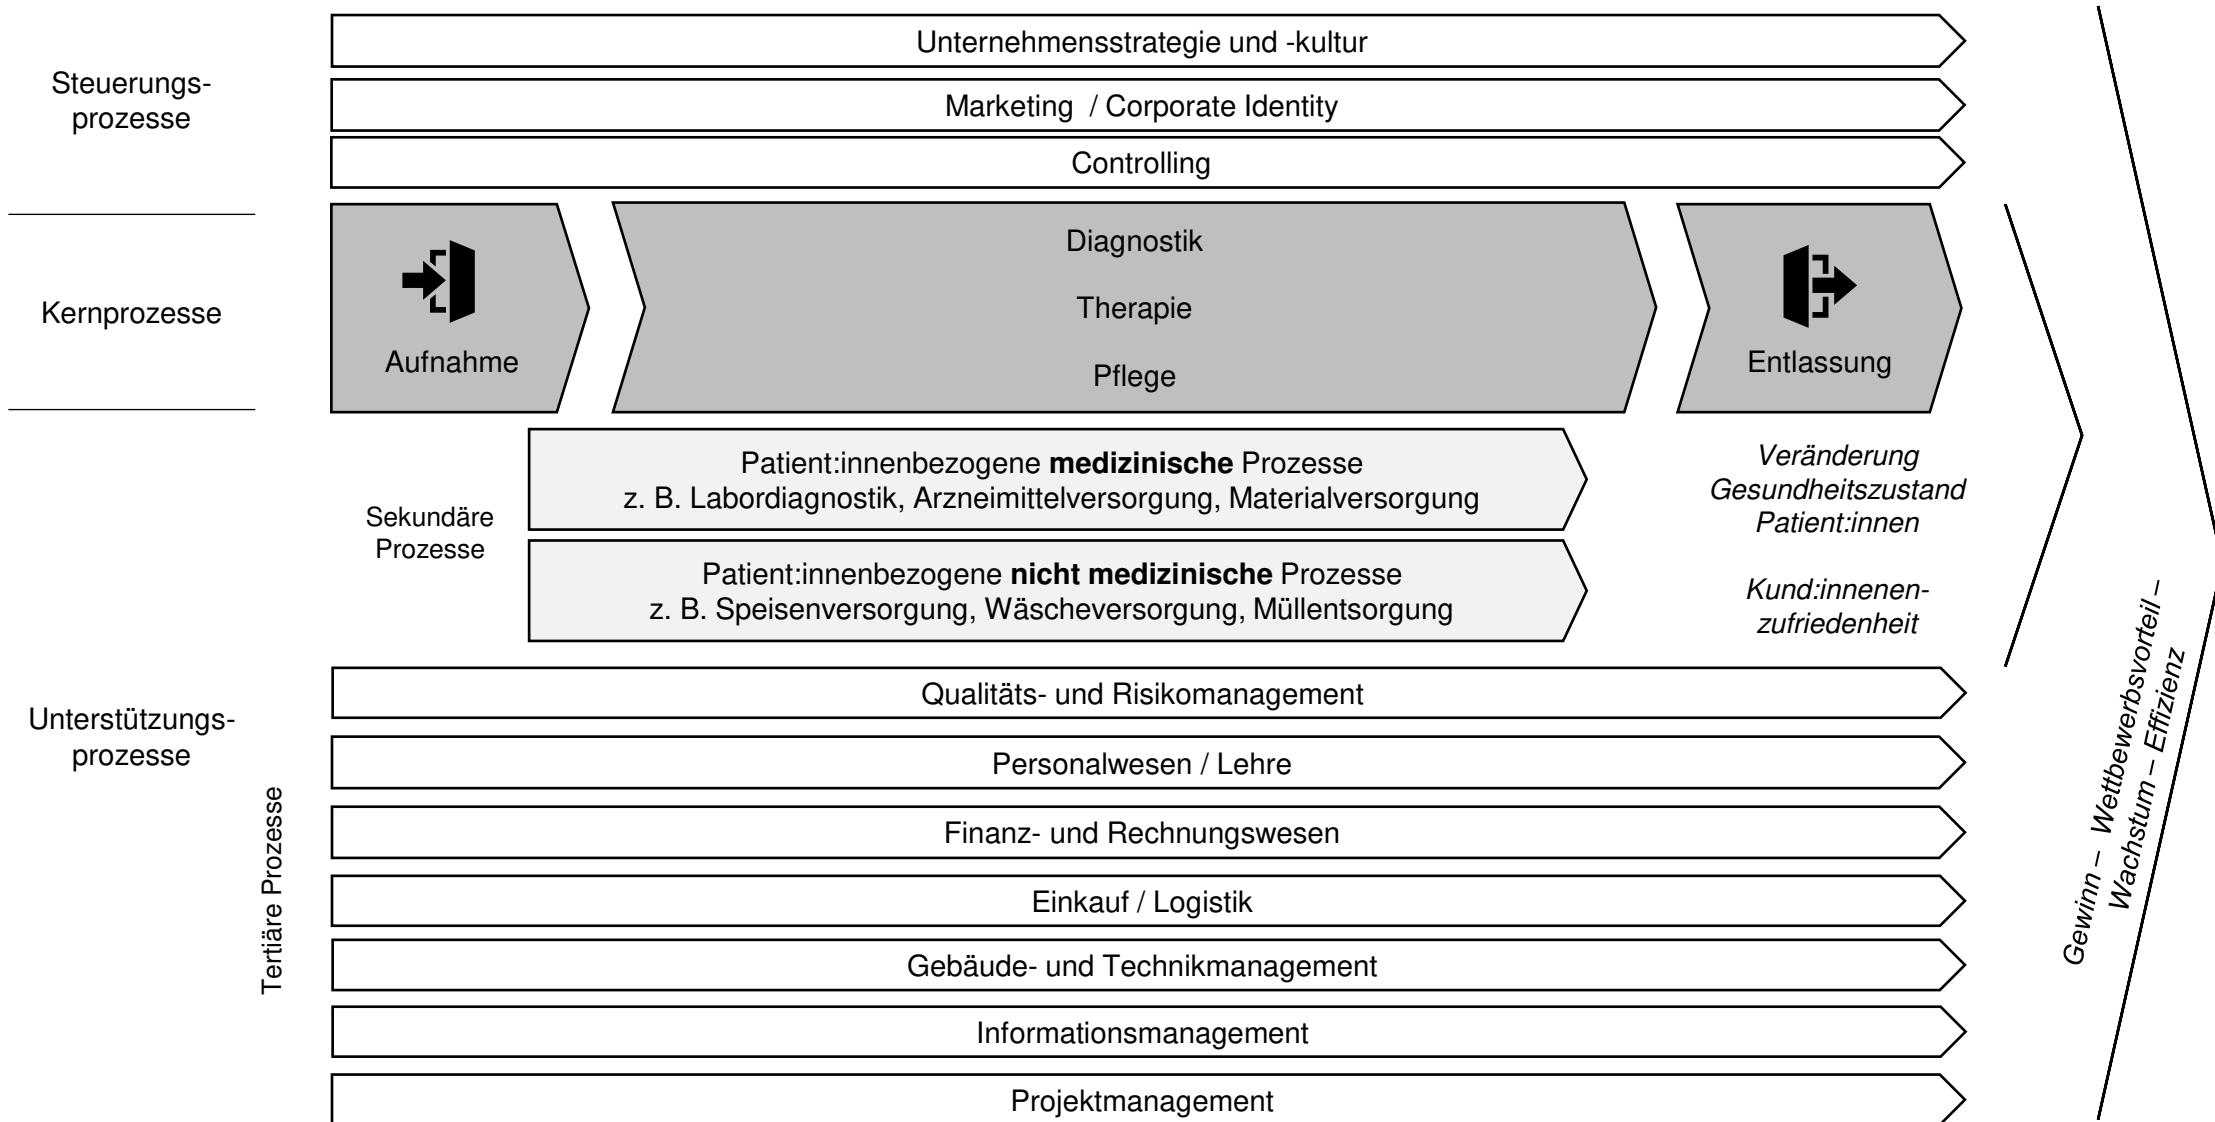 Unternehmensstrategie und -kultur
Steuerungs-
prozesse
Marketing / Corporate Identity
Controlling
Kernprozesse
Aufnahme
Diagnostik
Therapie
Pflege
Entlassung
Sekundäre
Prozesse
Patient:innenbezogene medizinische Prozesse
z. B. Labordiagnostik, Arzneimittelversorgung, Materialversorgung
Patient:innenbezogene nicht medizinische Prozesse
z. B. Speisenversorgung, Wäscheversorgung, Müllentsorgung
Veränderung
Gesundheitszustand
Patient:innen
Kund:innenen-
zufriedenheit
Unterstützungs-
prozesse
Tertiäre Prozesse
Qualitäts- und Risikomanagement
Personalwesen / Lehre
Finanz- und Rechnungswesen
Einkauf / Logistik
Gebäude- und Technikmanagement
Informationsmanagement
Projektmanagement
Gewinn – Wettbewerbsvorteil –
Wachstum – Effizienz